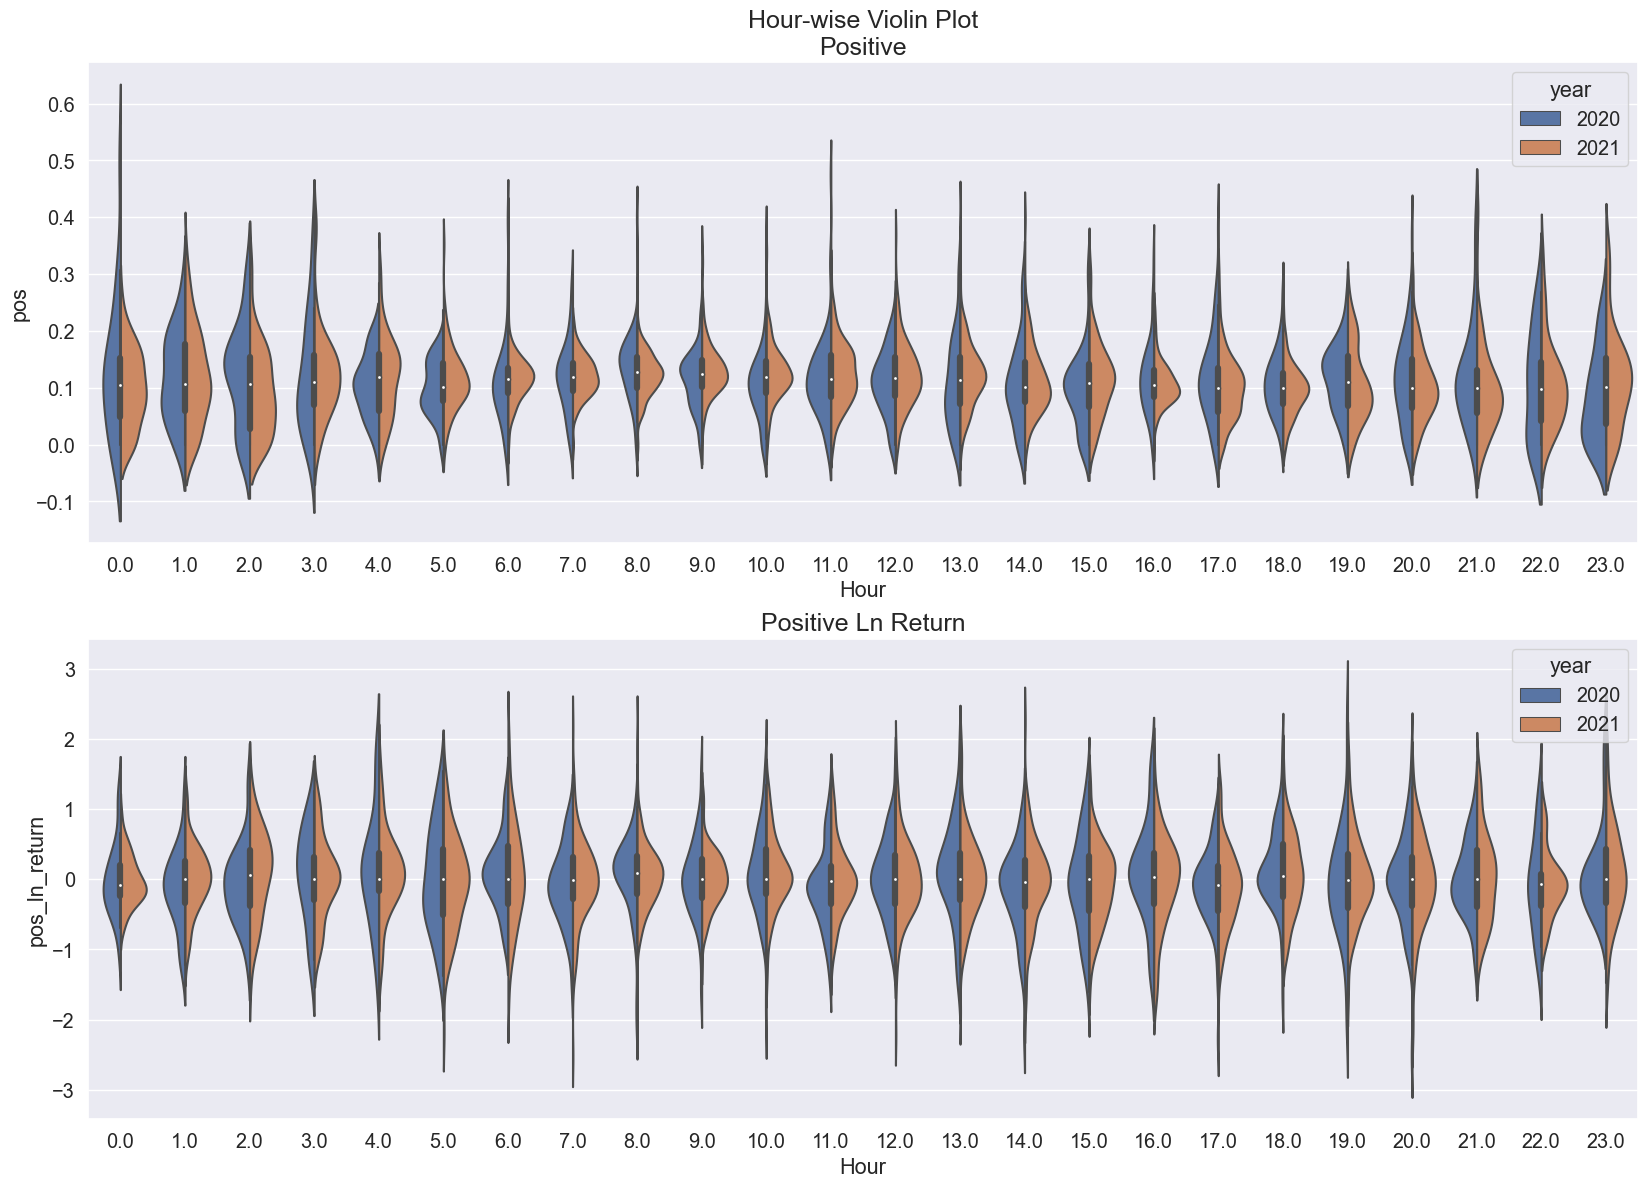 Hour-wise Violin Plot
Positive
year
2020
2021
pos
0.6
0.5
0.4
0.3
0.2
0.1
0.0
−0.1
0.0 1.0 2.0 3.0 4.0 5.0 6.0 7.0 8.0 9.0 10.0 11.0 12.0 13.0 14.0 15.0 16.0 17.0 18.0 19.0 20.0 21.0 22.0 23.0
Hour
Positive Ln Return
year
2020
2021
pos_ln_return
3
2
1
0
−1
−2
−3
0.0 1.0 2.0 3.0 4.0 5.0 6.0 7.0 8.0 9.0 10.0 11.0 12.0 13.0 14.0 15.0 16.0 17.0 18.0 19.0 20.0 21.0 22.0 23.0
Hour